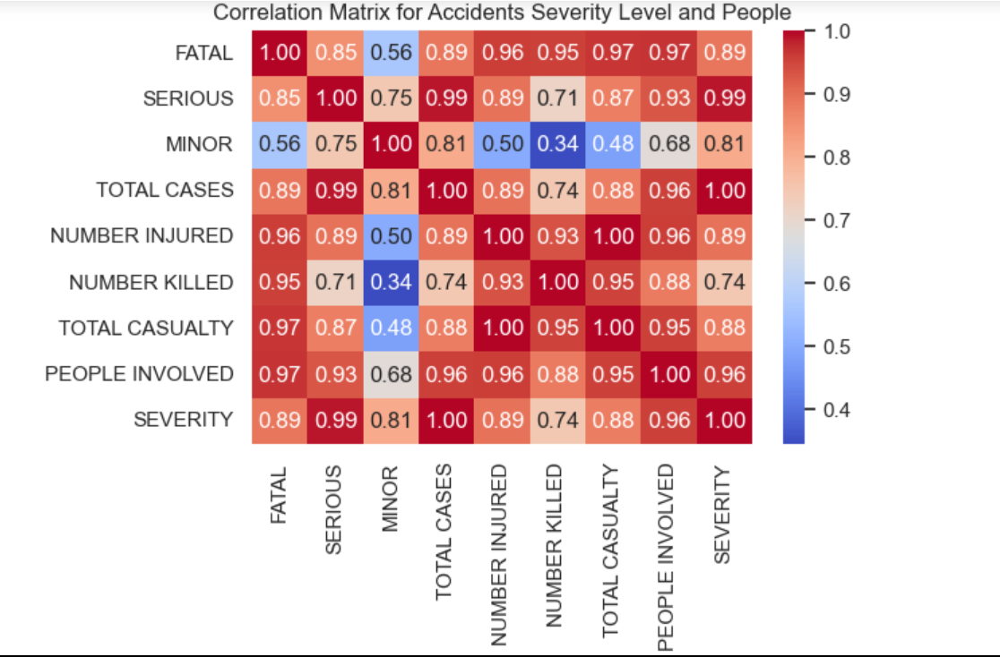 Correlation Matrix for Accidents Severity Level and People
FATAL 1.00 0.85 0.56 0.89 0.96 0.95 0.97 0.97 0.89
SERIOUS 0.85 1.00 0.75 0.99 0.89 0.71 0.87 0.93 0.99
MINOR 0.56 0.75 1.00 0.81 0.50 0.34 0.48 0.68 0.81
TOTAL CASES 0.89 0.99 0.81 1.00 0.89 0.74 0.88 0.96 1.00
NUMBER INJURED 0.96 0.89 0.50 0.89 1.00 0.93 1.00 0.96 0.89
NUMBER KILLED 0.95 0.71 0.34 0.74 0.93 1.00 0.95 0.88 0.74
TOTAL CASUALTY 0.97 0.87 0.48 0.88 1.00 0.95 1.00 0.95 0.88
PEOPLE INVOLVED 0.97 0.93 0.68 0.96 0.96 0.88 0.95 1.00 0.96
SEVERITY 0.89 0.99 0.81 1.00 0.89 0.74 0.88 0.96 1.00
FATAL
SERIOUS
MINOR
TOTAL CASES
NUMBER INJURED
NUMBER KILLED
TOTAL CASUALTY
PEOPLE INVOLVED
SEVERITY
1.0
0.9
0.8
0.7
0.6
0.5
0.4